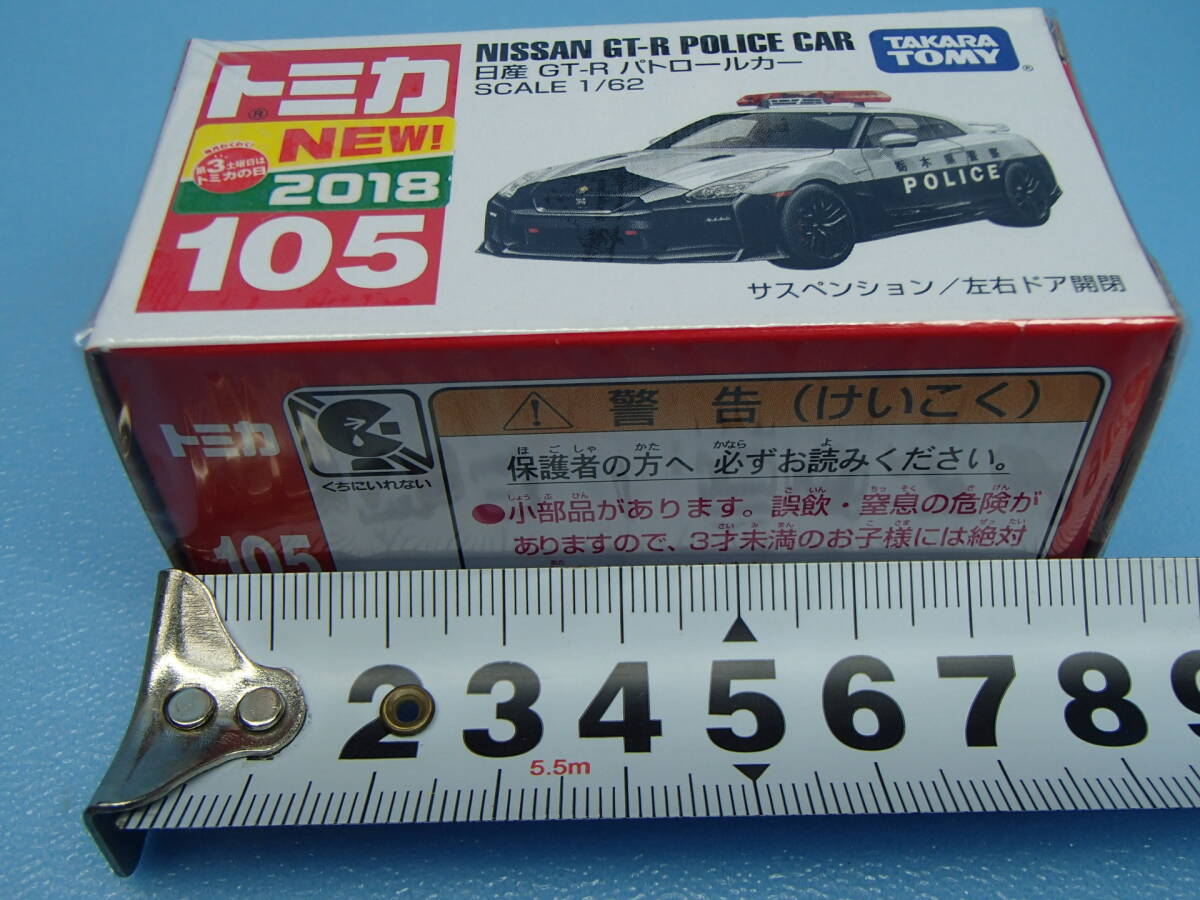 トミカ
®
NEW!
第3土曜日は
トミカの日
2018
105
NISSAN GT-R POLICE CAR
日産 GT-R パトロールカー
SCALE 1/62
TAKARA
TOMY
®
栃木県警察
POLICE
サスペンション/左右ドア開閉
トミカ
105
くちにいれない
警 告 (けいこく)
保護者の方へ 必ずお読みください。
●小部品があります。誤飲・窒息の危険が
ありますので、3才未満のお子様には絶対
2 3 4 5 6 7 8 9
5.5m